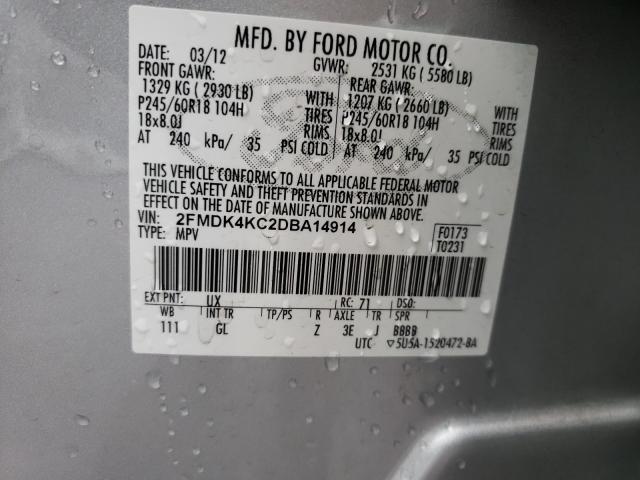 MFD. BY FORD MOTOR CO.
DATE: 03/12 GVWR: 2531 KG ( 5580 LB)
FRONT GAWR: REAR GAWR:
1329 KG ( 2930 LB) WITH 1207 KG ( 2660 LB) WITH
P245/60R18 104H TIRES P245/60R18 104H TIRES
18x8.0J RIMS 18x8.0J RIMS
AT 240 kPa/ 35 PSI COLD AT 240 kPa/ 35 PSI COLD
THIS VEHICLE CONFORMS TO ALL APPLICABLE FEDERAL MOTOR
VEHICLE SAFETY AND THEFT PREVENTION STANDARDS IN
EFFECT ON THE DATE OF MANUFACTURE SHOWN ABOVE.
VIN: 2FMDK4KC2DBA14914 F0173
TYPE: MPV T0231
EXT PNT: UX RC: 71 DSO:
WB INT TR TP/PS R AXLE TR SPR
111 GL Z 3E J BBBB
UTC ▽5U5A-1520472-BA